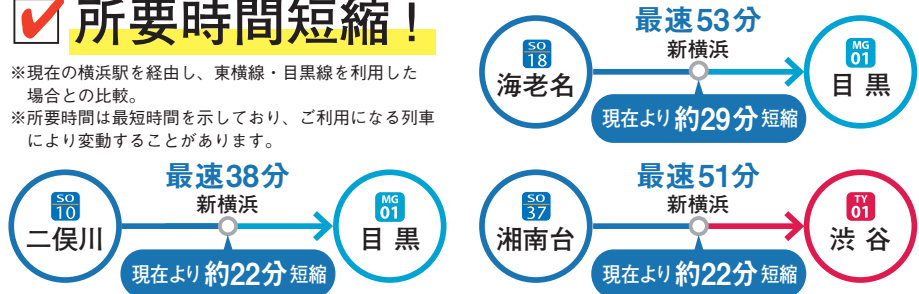 所要時間短縮！
※現在の横浜駅を経由し、東横線・目黒線を利用した
場合との比較。
※所要時間は最短時間を示しており、ご利用になる列車
により変動することがあります。
最速53分
新横浜
SO
18
海老名
MG
01
目黒
現在より約29分短縮
最速38分
新横浜
SO
10
二俣川
MG
01
目黒
現在より約22分短縮
最速51分
新横浜
SO
37
湘南台
TY
01
渋谷
現在より約22分短縮